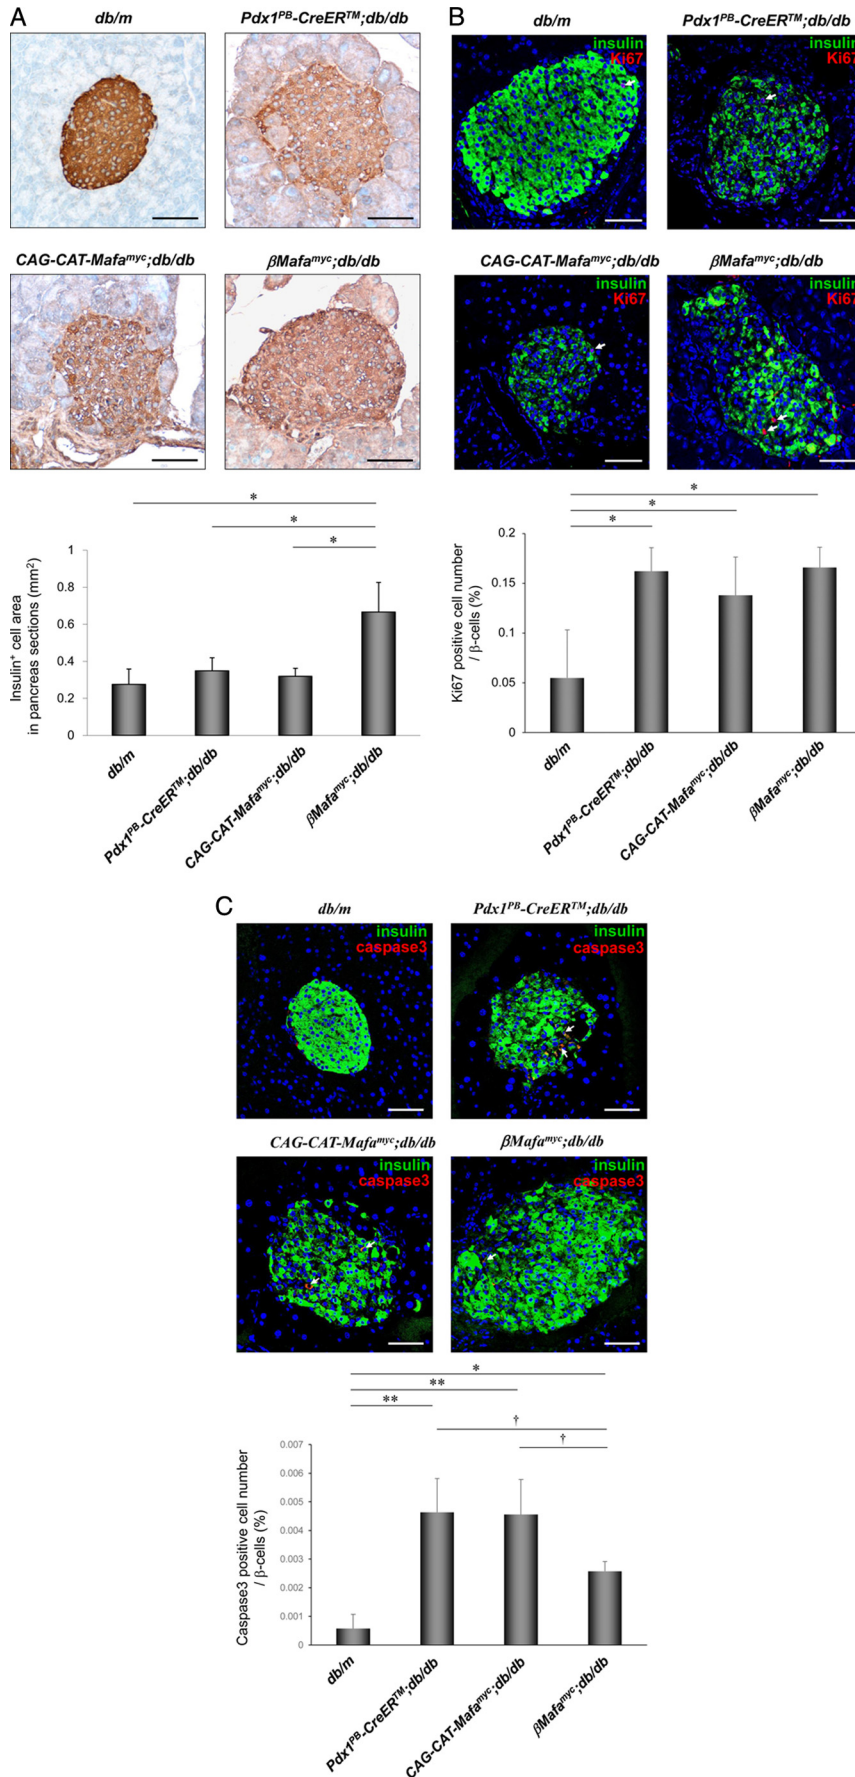 A
db/m
Pdx1ᴾᴮ-CreERᵀᴹ;db/db
CAG-CAT-Mafaᵐʸᶜ;db/db
βMafaᵐʸᶜ;db/db
*
*
*
Insulin⁺ cell area
in pancreas sections (mm²)
1
0.8
0.6
0.4
0.2
0
db/m
Pdx1ᴾᴮ-CreERᵀᴹ;db/db
CAG-CAT-Mafaᵐʸᶜ;db/db
βMafaᵐʸᶜ;db/db
B
db/m
Pdx1ᴾᴮ-CreERᵀᴹ;db/db
insulin
Ki67
insulin
Ki67
CAG-CAT-Mafaᵐʸᶜ;db/db
βMafaᵐʸᶜ;db/db
insulin
Ki67
insulin
Ki67
*
*
*
Ki67 positive cell number
/ β-cells (%)
0.2
0.15
0.1
0.05
0
db/m
Pdx1ᴾᴮ-CreERᵀᴹ;db/db
CAG-CAT-Mafaᵐʸᶜ;db/db
βMafaᵐʸᶜ;db/db
C
db/m
Pdx1ᴾᴮ-CreERᵀᴹ;db/db
insulin
caspase3
insulin
caspase3
CAG-CAT-Mafaᵐʸᶜ;db/db
βMafaᵐʸᶜ;db/db
insulin
caspase3
insulin
caspase3
*
**
**
†
†
Caspase3 positive cell number
/ β-cells (%)
0.007
0.006
0.005
0.004
0.003
0.002
0.001
0
db/m
Pdx1ᴾᴮ-CreERᵀᴹ;db/db
CAG-CAT-Mafaᵐʸᶜ;db/db
βMafaᵐʸᶜ;db/db